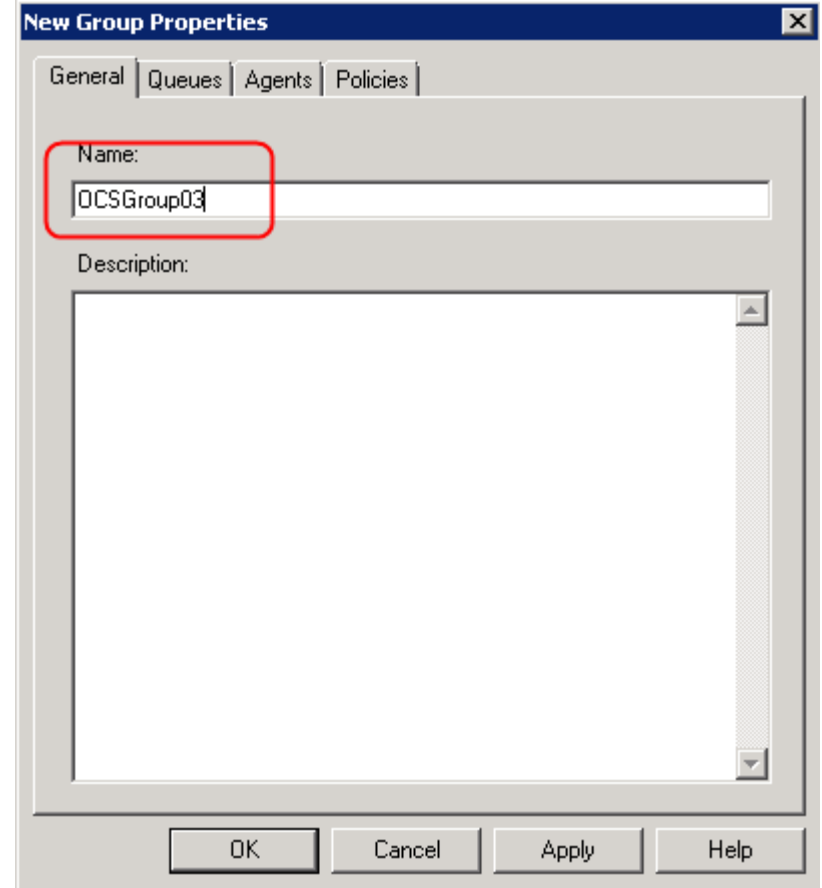 New Group Properties
General Queues Agents Policies
Name:
OCSGroup03
Description:
OK Cancel Apply Help